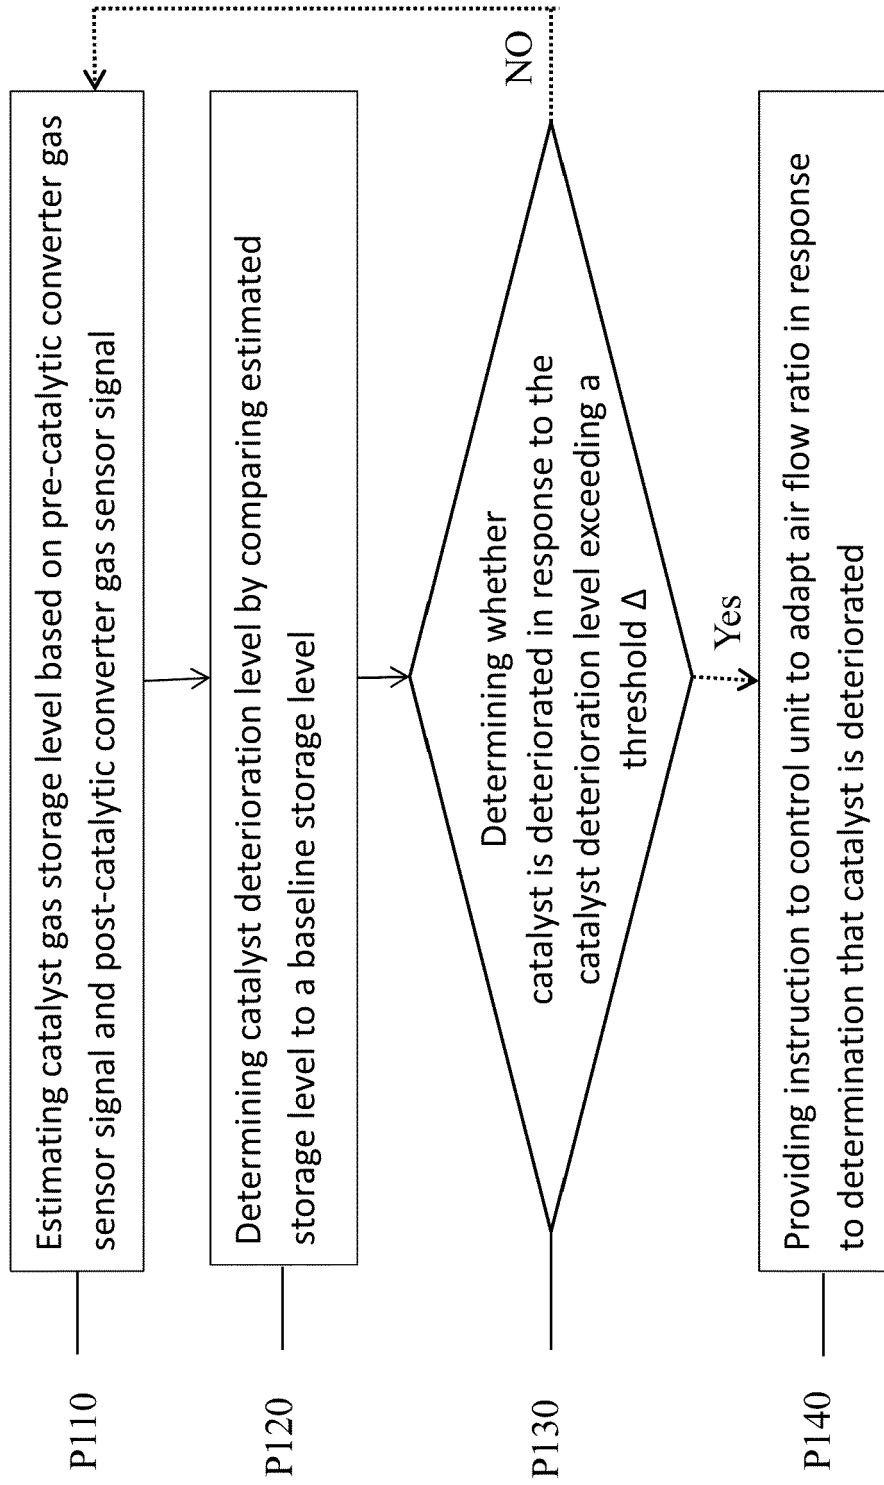 P110
Estimating catalyst gas storage level based on pre-catalytic converter gas
sensor signal and post-catalytic converter gas sensor signal
P120
Determining catalyst deterioration level by comparing estimated
storage level to a baseline storage level
P130
Determining whether
catalyst is deteriorated in response to the
catalyst deterioration level exceeding a
threshold Δ
NO
Yes
P140
Providing instruction to control unit to adapt air flow ratio in response
to determination that catalyst is deteriorated